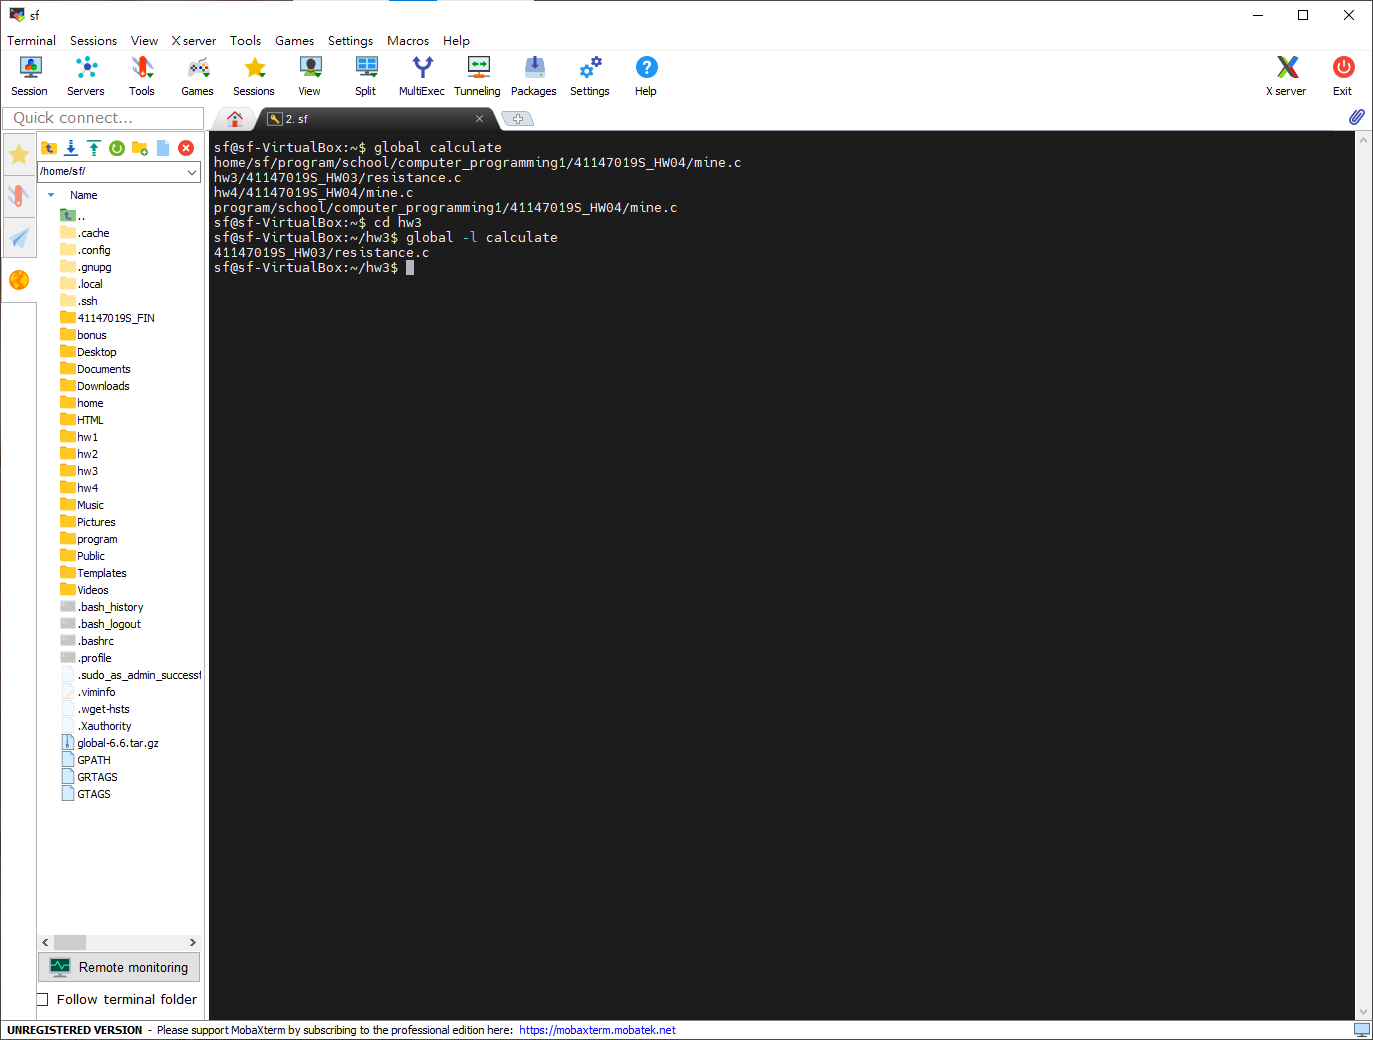 sf
Terminal Sessions View X server Tools Games Settings Macros Help
Session Servers Tools Games Sessions View Split MultiExec Tunneling Packages Settings Help X server Exit
Quick connect...
2. sf
/home/sf/
Name
..
.cache
.config
.gnupg
.local
.ssh
41147019S_FIN
bonus
Desktop
Documents
Downloads
home
HTML
hw1
hw2
hw3
hw4
Music
Pictures
program
Public
Templates
Videos
.bash_history
.bash_logout
.bashrc
.profile
.sudo_as_admin_successf
.viminfo
.wget-hsts
.Xauthority
global-6.6.tar.gz
GPATH
GRTAGS
GTAGS
Remote monitoring
Follow terminal folder
sf@sf-VirtualBox:~$ global calculate
home/sf/program/school/computer_programming1/41147019S_HW04/mine.c
hw3/41147019S_HW03/resistance.c
hw4/41147019S_HW04/mine.c
program/school/computer_programming1/41147019S_HW04/mine.c
sf@sf-VirtualBox:~$ cd hw3
sf@sf-VirtualBox:~/hw3$ global -l calculate
41147019S_HW03/resistance.c
sf@sf-VirtualBox:~/hw3$
UNREGISTERED VERSION - Please support MobaXterm by subscribing to the professional edition here: https://mobaxterm.mobatek.net